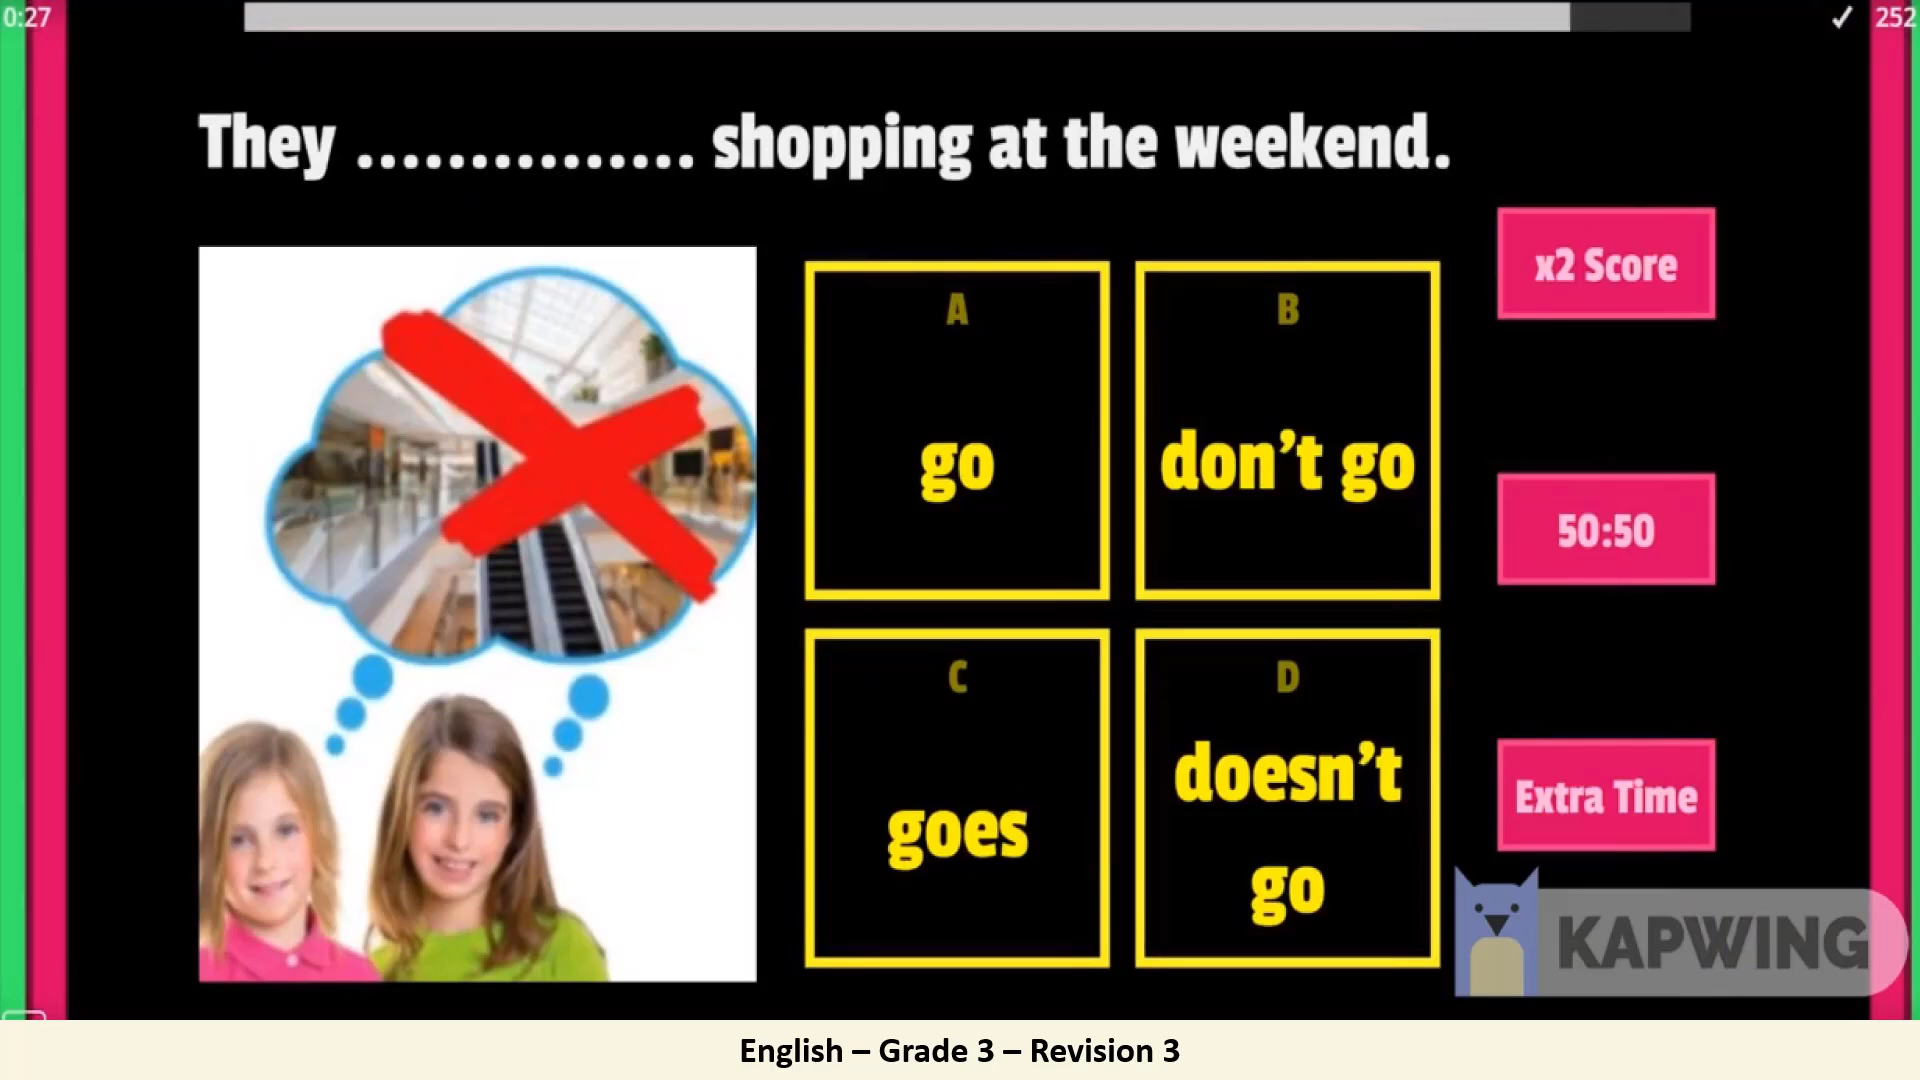 0:27
✓ 252
They ............... shopping at the weekend.
x2 Score
A
go
B
don't go
50:50
C
goes
D
doesn't
go
Extra Time
KAPWING
English – Grade 3 – Revision 3